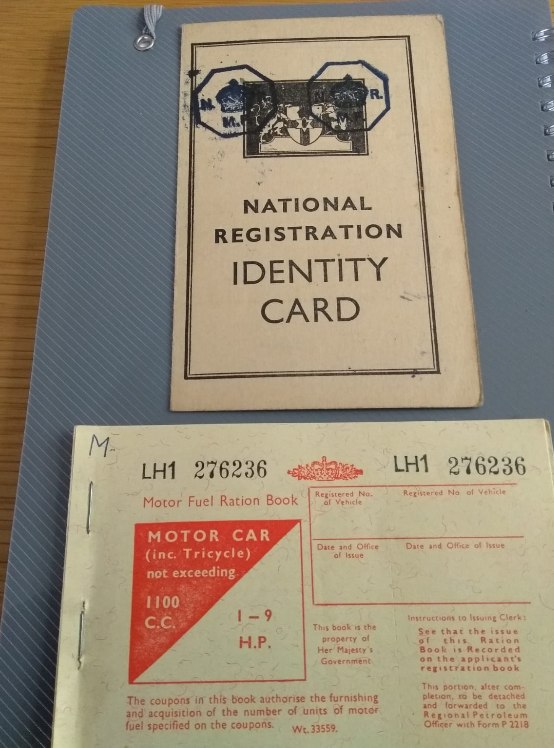 N. R.
M.
NATIONAL
REGISTRATION
IDENTITY
CARD
M-
LH1 276236
LH1 276236
Motor Fuel Ration Book
MOTOR CAR
(inc. Tricycle)
not exceeding
1100
C.C.
1 – 9
H.P.
The coupons in this book authorise the furnishing
and acquisition of the number of units of motor
fuel specified on the coupons.
Wt. 33559.
Registered No.
of Vehicle
Registered No of Vehicle
Date and Office
of Issue
Date and Office of Issue
This book is the
property of
Her Majesty's
Government
Instructions to Issuing Clerk:
See that the issue
of this Ration
Book is Recorded
on the applicant's
registration book
This portion, after com-
pletion, to be detached
and forwarded to the
Regional Petroleum
Officer with Form P 2218